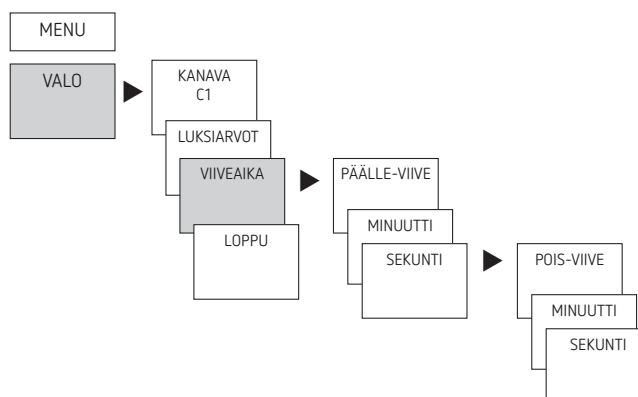 MENU
VALO
KANAVA
C1
LUKSIARVOT
VIIVEAIKA
LOPPU
PÄÄLLE-VIIVE
MINUUTTI
SEKUNTI
POIS-VIIVE
MINUUTTI
SEKUNTI